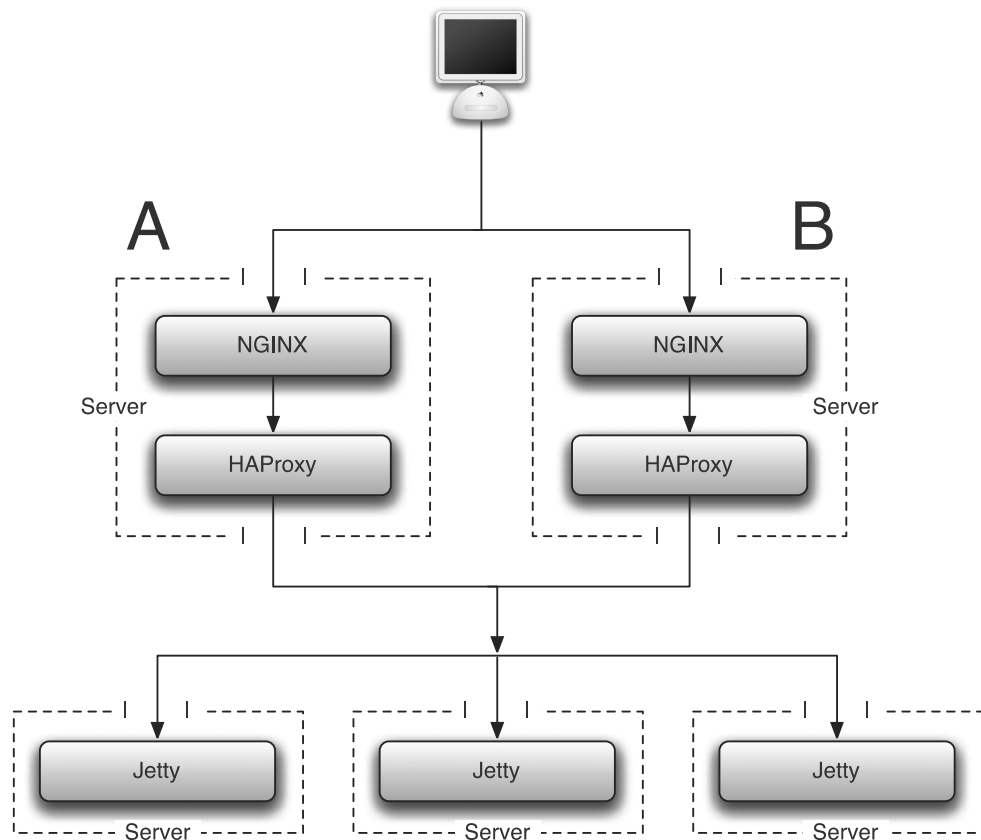 A
B
NGINX
NGINX
Server
Server
HAProxy
HAProxy
Jetty
Jetty
Jetty
Server
Server
Server